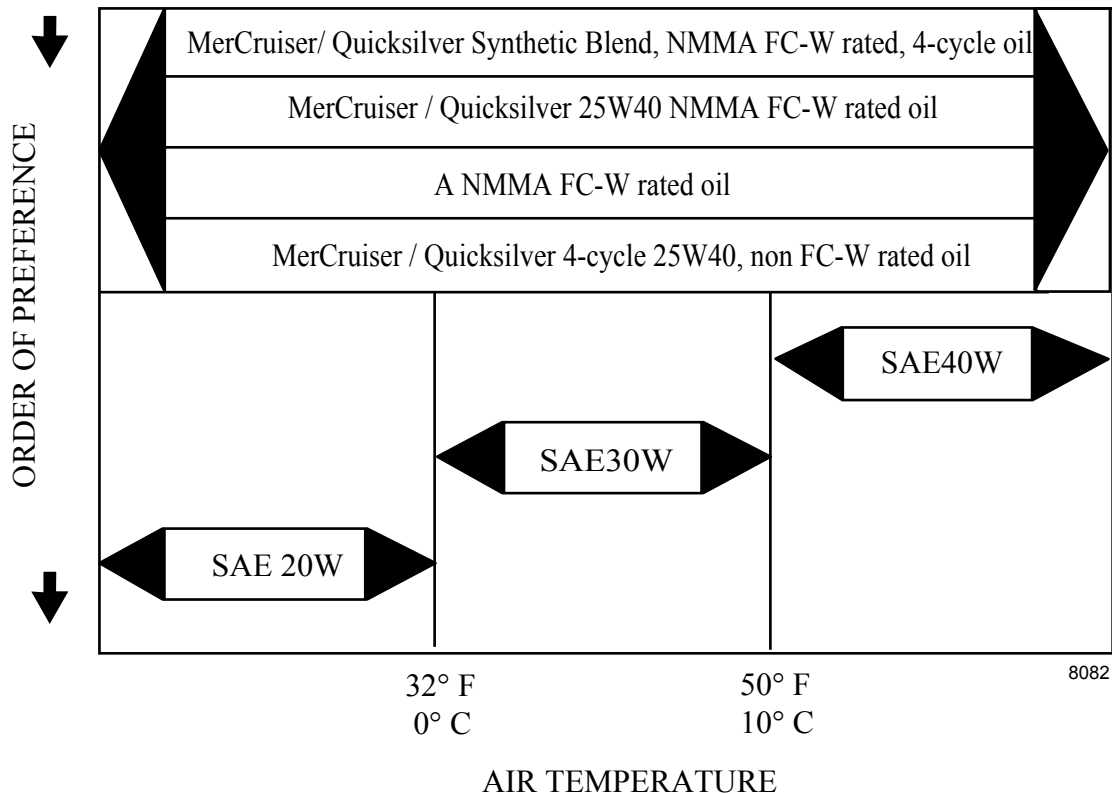 ORDER OF PREFERENCE
MerCruiser/ Quicksilver Synthetic Blend, NMMA FC-W rated, 4-cycle oil
MerCruiser / Quicksilver 25W40 NMMA FC-W rated oil
A NMMA FC-W rated oil
MerCruiser / Quicksilver 4-cycle 25W40, non FC-W rated oil
SAE40W
SAE30W
SAE 20W
8082
32° F
0° C
50° F
10° C
AIR TEMPERATURE